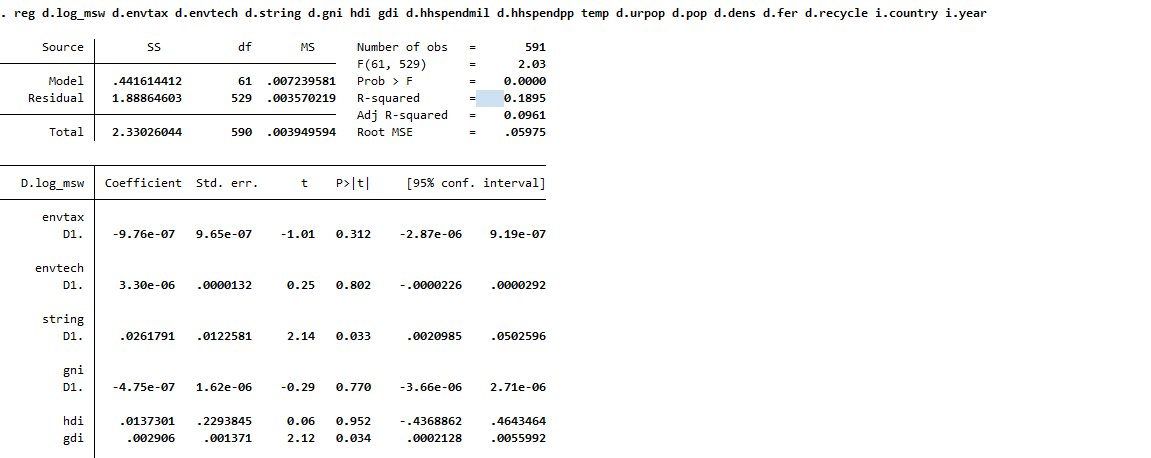 . reg d.log_msw d.envtax d.envtech d.string d.gni hdi gdi d.hhspendmil d.hhspendpp temp d.urpop d.pop d.dens d.fer d.recycle i.country i.year
Source SS df MS Number of obs = 591
F(61, 529) = 2.03
Model .441614412 61 .007239581 Prob > F = 0.0000
Residual 1.88864603 529 .003570219 R-squared = 0.1895
Adj R-squared = 0.0961
Total 2.33026044 590 .003949594 Root MSE = .05975
D.log_msw Coefficient Std. err. t P>|t| [95% conf. interval]
envtax
D1. -9.76e-07 9.65e-07 -1.01 0.312 -2.87e-06 9.19e-07
envtech
D1. 3.30e-06 .0000132 0.25 0.802 -.0000226 .0000292
string
D1. .0261791 .0122581 2.14 0.033 .0020985 .0502596
gni
D1. -4.75e-07 1.62e-06 -0.29 0.770 -3.66e-06 2.71e-06
hdi .0137301 .2293845 0.06 0.952 -.4368862 .4643464
gdi .002906 .001371 2.12 0.034 .0002128 .0055992